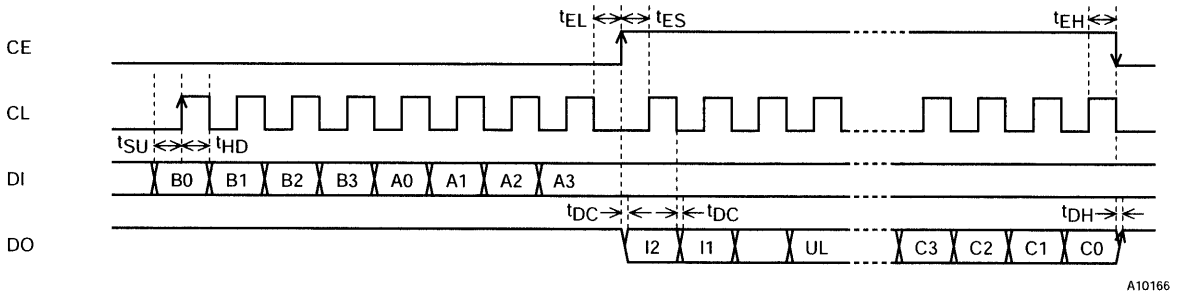 tEL tES tEH
CE
CL
tSU tHD
DI B0 B1 B2 B3 A0 A1 A2 A3
tDC tDC tDH
DO I2 I1 UL C3 C2 C1 C0
A10166